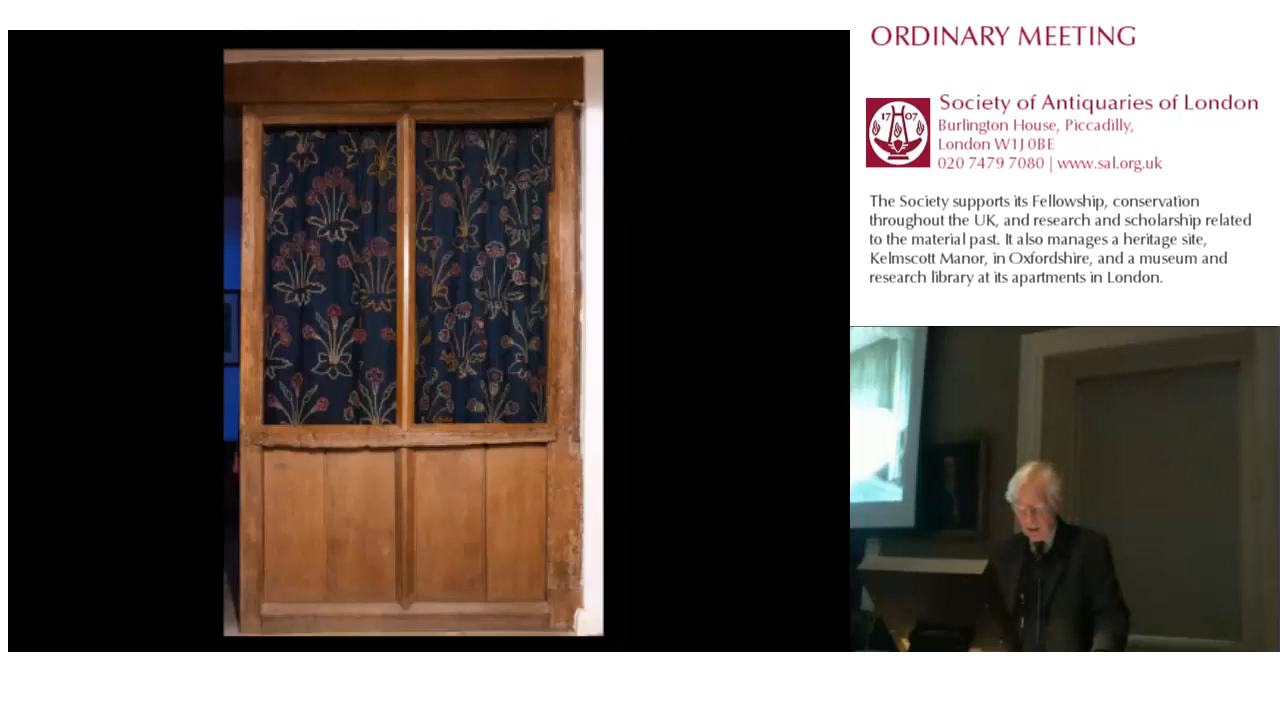 ORDINARY MEETING
17 07
Society of Antiquaries of London
Burlington House, Piccadilly,
London W1J 0BE
020 7479 7080 | www.sal.org.uk
The Society supports its Fellowship, conservation
throughout the UK, and research and scholarship related
to the material past. It also manages a heritage site,
Kelmscott Manor, in Oxfordshire, and a museum and
research library at its apartments in London.